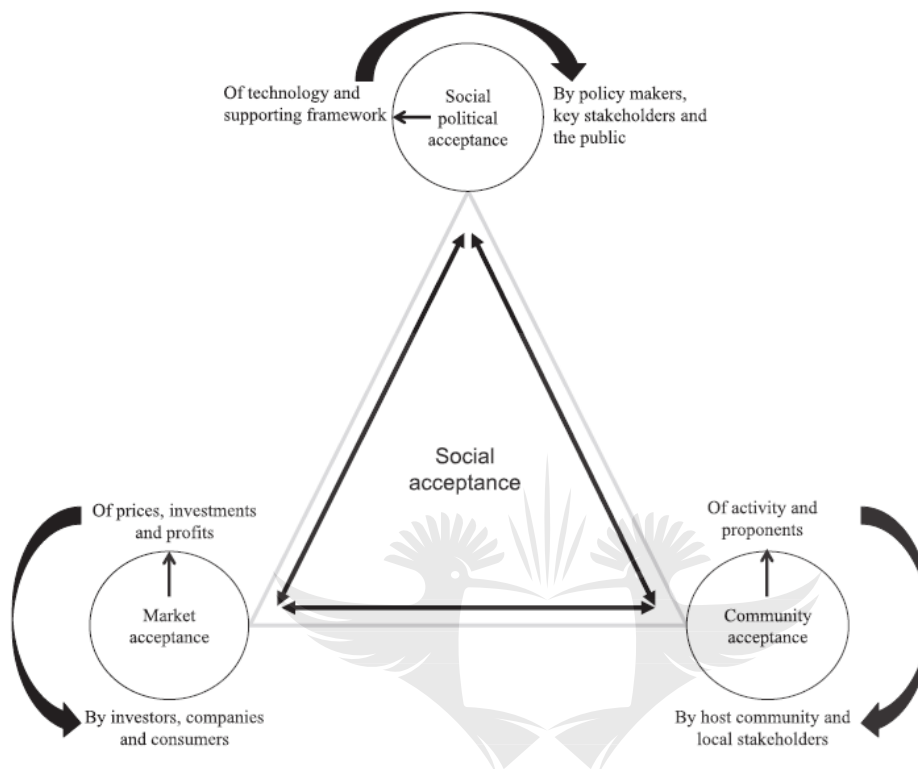 Of technology and
supporting framework
Social
political
acceptance
By policy makers,
key stakeholders and
the public
Social
acceptance
Of prices, investments
and profits
Market
acceptance
By investors, companies
and consumers
Of activity and
proponents
Community
acceptance
By host community and
local stakeholders